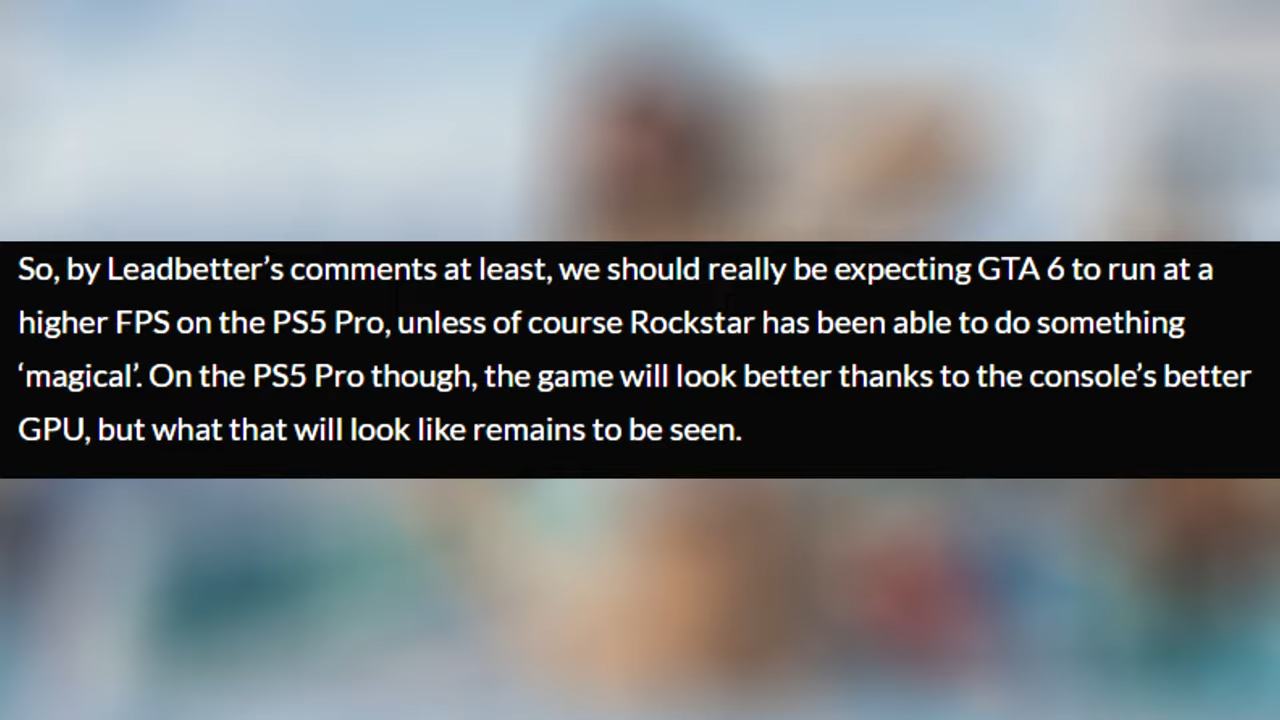 So, by Leadbetter’s comments at least, we should really be expecting GTA 6 to run at a
higher FPS on the PS5 Pro, unless of course Rockstar has been able to do something
‘magical’. On the PS5 Pro though, the game will look better thanks to the console’s better
GPU, but what that will look like remains to be seen.